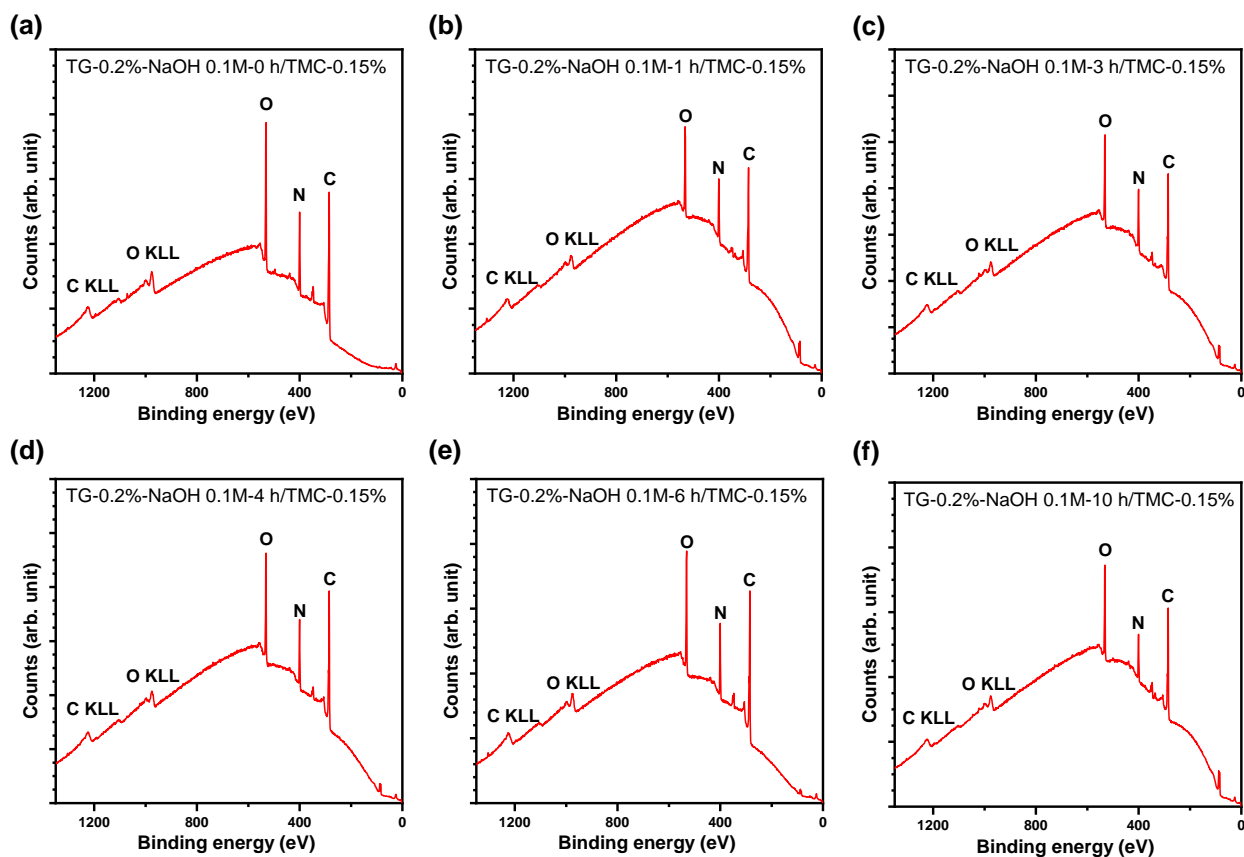 (a)
TG-0.2%-NaOH 0.1M-0 h/TMC-0.15%
O
N
C
O KLL
C KLL
Counts (arb. unit)
1200
800
400
0
Binding energy (eV)
(b)
TG-0.2%-NaOH 0.1M-1 h/TMC-0.15%
O
N
C
O KLL
C KLL
Counts (arb. unit)
1200
800
400
0
Binding energy (eV)
(c)
TG-0.2%-NaOH 0.1M-3 h/TMC-0.15%
O
N
C
O KLL
C KLL
Counts (arb. unit)
1200
800
400
0
Binding energy (eV)
(d)
TG-0.2%-NaOH 0.1M-4 h/TMC-0.15%
O
C
N
O KLL
C KLL
Counts (arb. unit)
1200
800
400
0
Binding energy (eV)
(e)
TG-0.2%-NaOH 0.1M-6 h/TMC-0.15%
O
C
N
O KLL
C KLL
Counts (arb. unit)
1200
800
400
0
Binding energy (eV)
(f)
TG-0.2%-NaOH 0.1M-10 h/TMC-0.15%
O
C
N
O KLL
C KLL
Counts (arb. unit)
1200
800
400
0
Binding energy (eV)